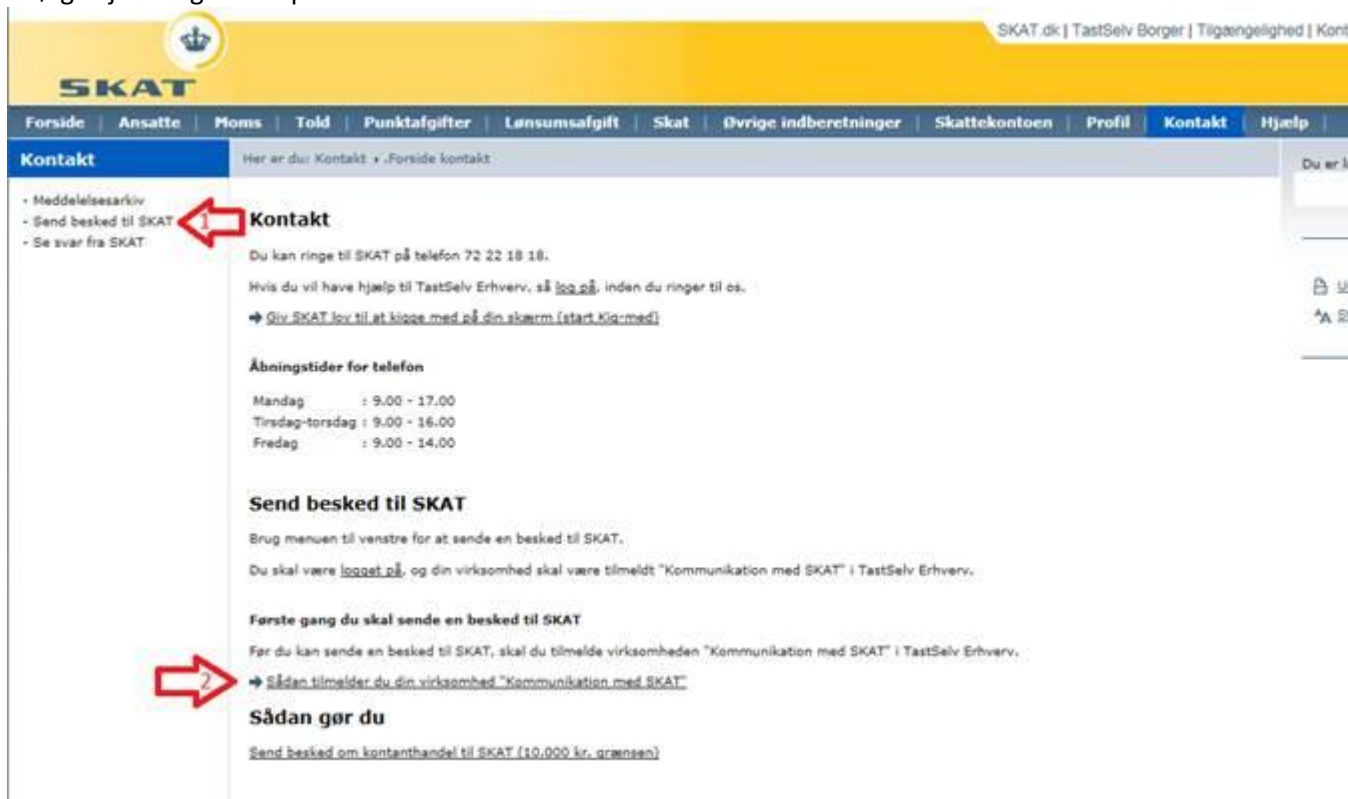 SKAT.dk | TastSelv Borger | Tilgængelighed | Kont
SKAT
Forside | Ansatte | Moms | Told | Punktafgifter | Lønsumsafgift | Skat | Øvrige indberetninger | Skattekontoen | Profil | Kontakt | Hjælp |
Kontakt
Her er du: Kontakt › .Forside kontakt
Du er l
- Meddelelsesarkiv
- Send besked til SKAT
1
- Se svar fra SKAT
Kontakt
Du kan ringe til SKAT på telefon 72 22 18 18.
Hvis du vil have hjælp til TastSelv Erhverv, så log på, inden du ringer til os.
Giv SKAT lov til at kigge med på din skærm (start Kig-med)
Åbningstider for telefon
Mandag : 9.00 - 17.00
Tirsdag-torsdag : 9.00 - 16.00
Fredag : 9.00 - 14.00
Send besked til SKAT
Brug menuen til venstre for at sende en besked til SKAT.
Du skal være logget på, og din virksomhed skal være tilmeldt "Kommunikation med SKAT" i TastSelv Erhverv.
Første gang du skal sende en besked til SKAT
Før du kan sende en besked til SKAT, skal du tilmelde virksomheden "Kommunikation med SKAT" i TastSelv Erhverv.
2
Sådan tilmelder du din virksomhed "Kommunikation med SKAT"
Sådan gør du
Send besked om kontanthandel til SKAT (10.000 kr. grænsen)